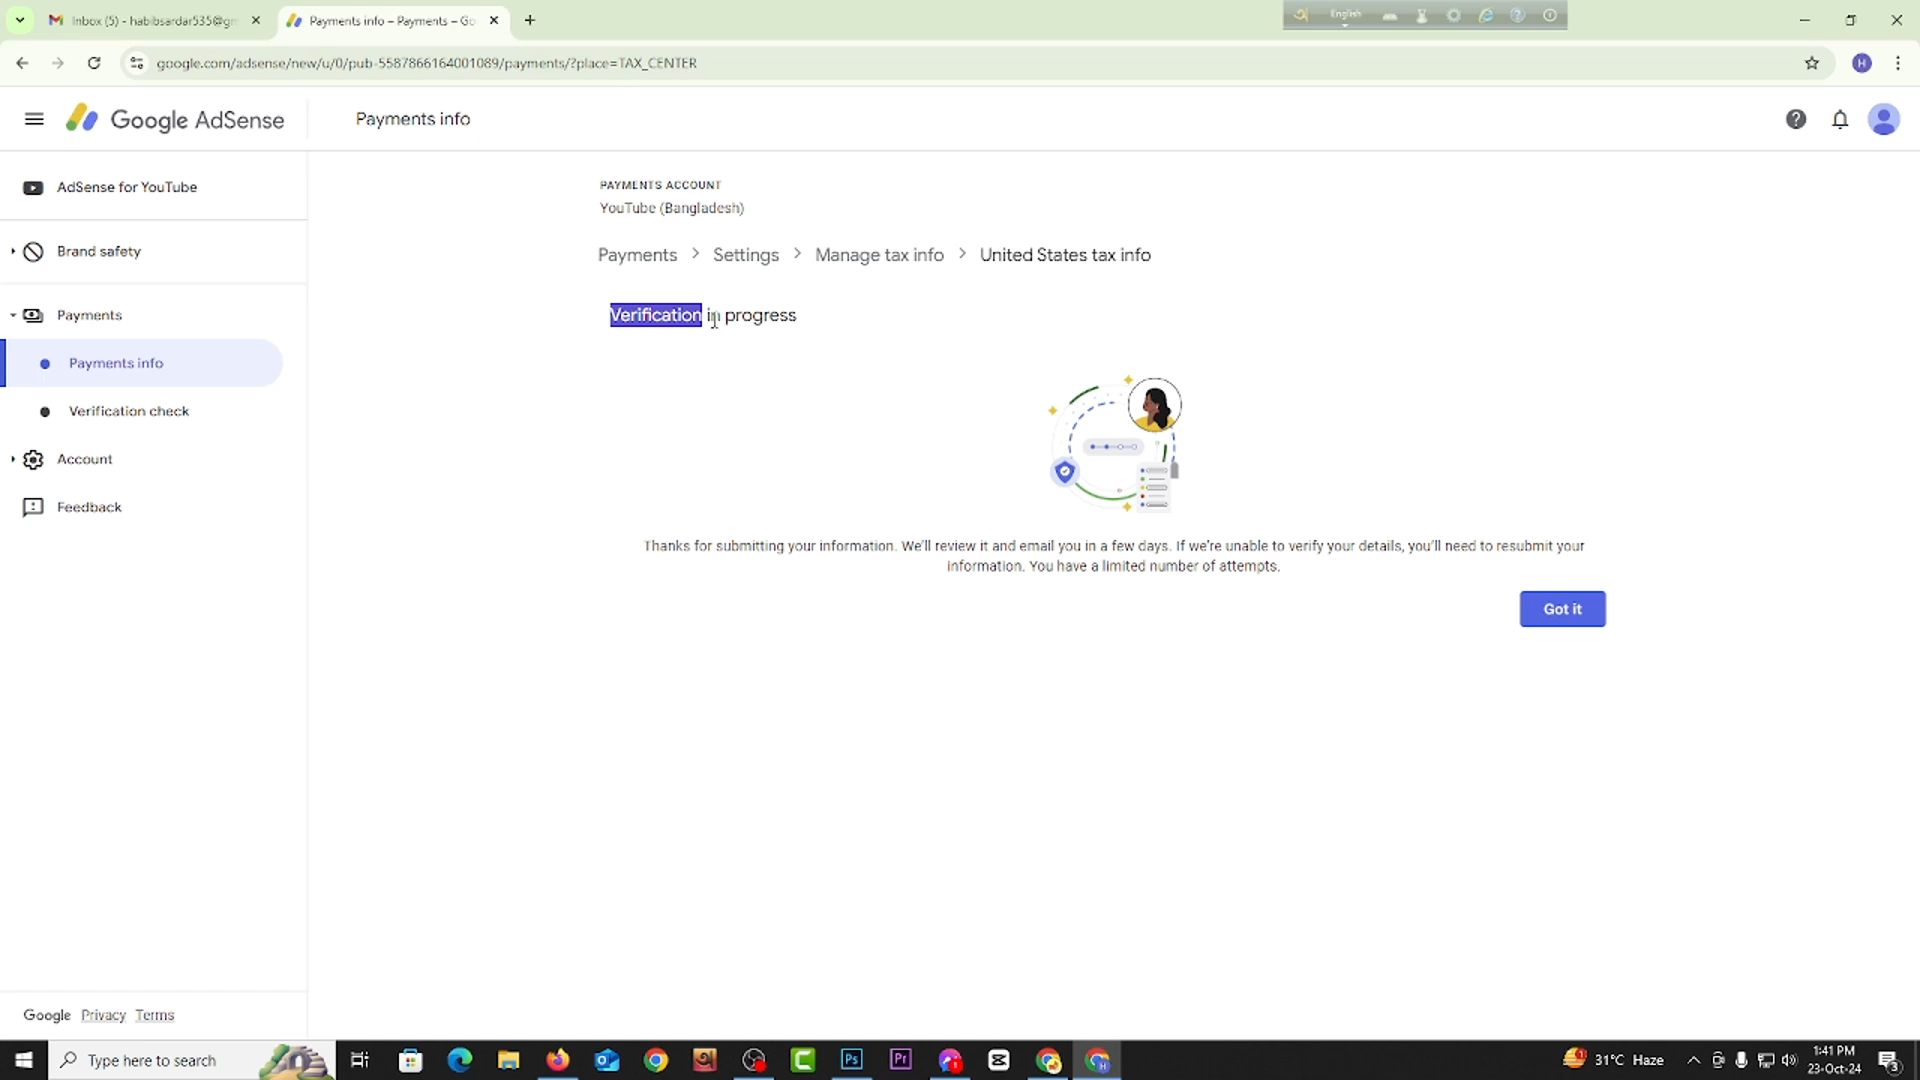 Inbox (5) - habibsardar535@gm
Payments info – Payments – Go
English
google.com/adsense/new/u/0/pub-5587866164001089/payments/?place=TAX_CENTER
H
Google AdSense
Payments info
AdSense for YouTube
Brand safety
Payments
Payments info
Verification check
Account
Feedback
PAYMENTS ACCOUNT
YouTube (Bangladesh)
Payments > Settings > Manage tax info > United States tax info
Verification in progress
Thanks for submitting your information. We'll review it and email you in a few days. If we're unable to verify your details, you'll need to resubmit your
information. You have a limited number of attempts.
Got it
Google Privacy Terms
Type here to search
Ps
Pr
31°C Haze
1:41 PM
23-Oct-24
3